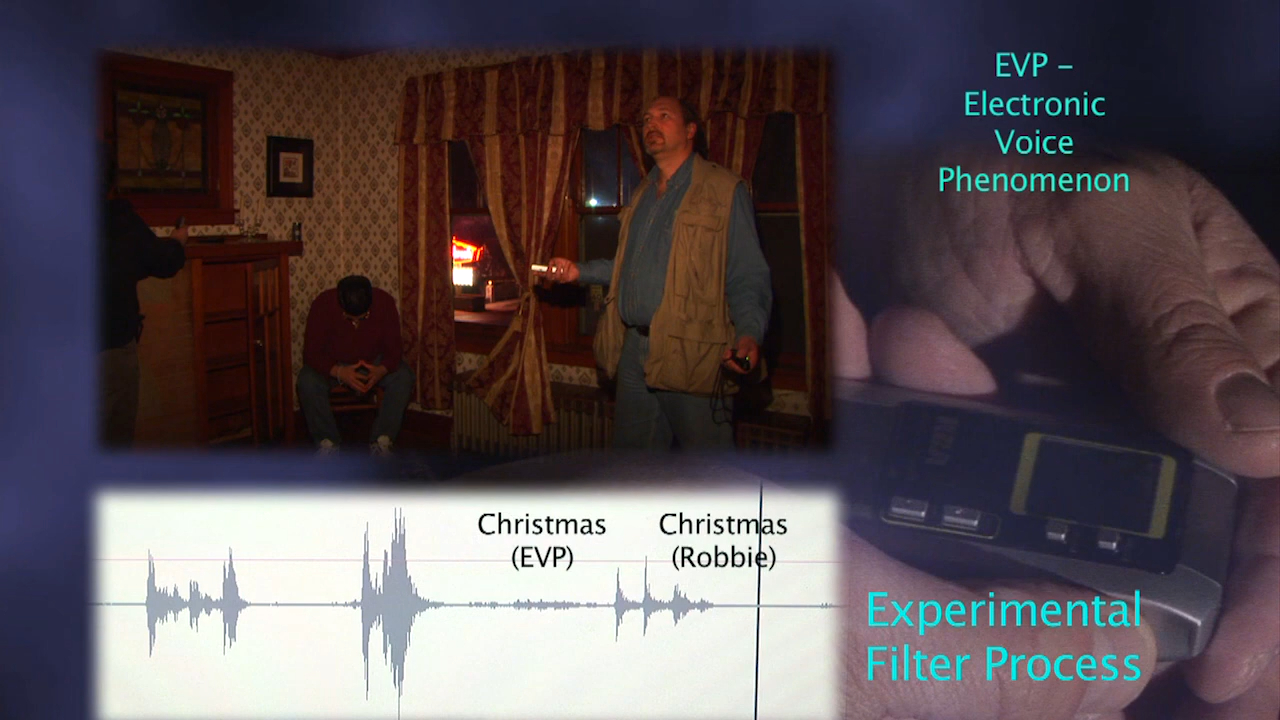 EVP –
Electronic
Voice
Phenomenon
Christmas
(EVP)
Christmas
(Robbie)
Experimental
Filter Process